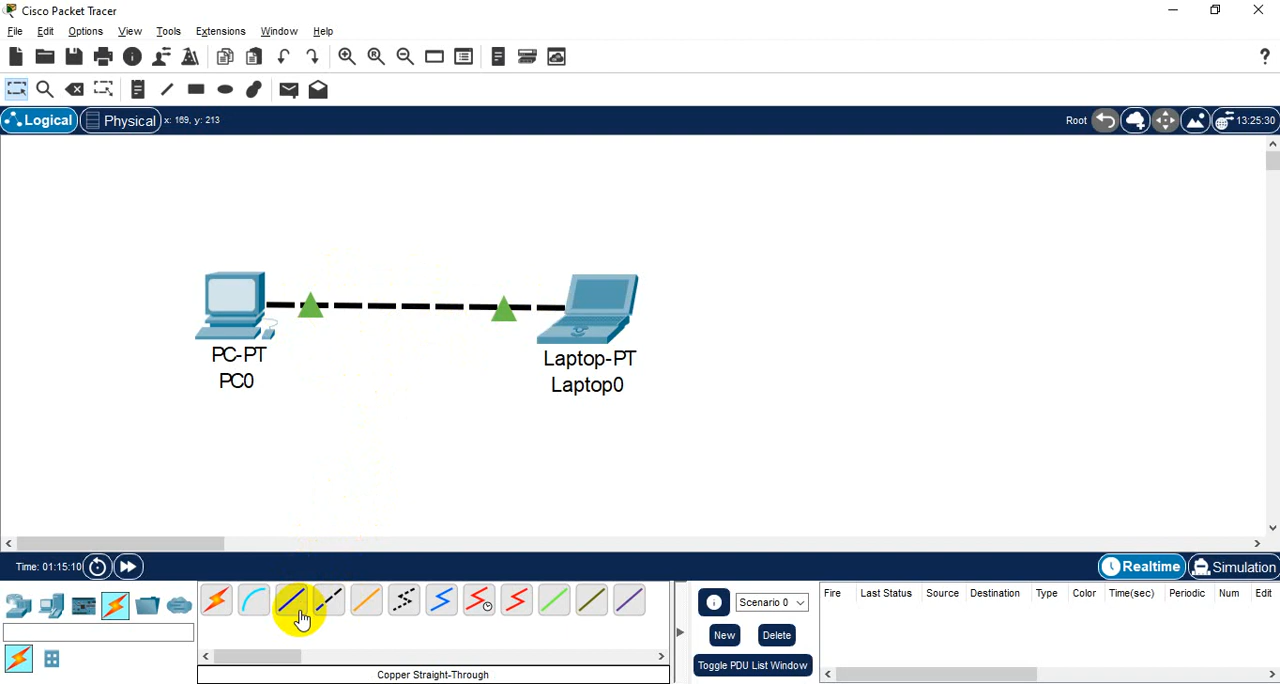 Cisco Packet Tracer
File Edit Options View Tools Extensions Window Help
?
Logical Physical x: 169, y: 213 Root 13:25:30
PC-PT
PC0
Laptop-PT
Laptop0
Time: 01:15:10 Realtime Simulation
Scenario 0
New Delete
Toggle PDU List Window
Fire Last Status Source Destination Type Color Time(sec) Periodic Num Edit
Copper Straight-Through